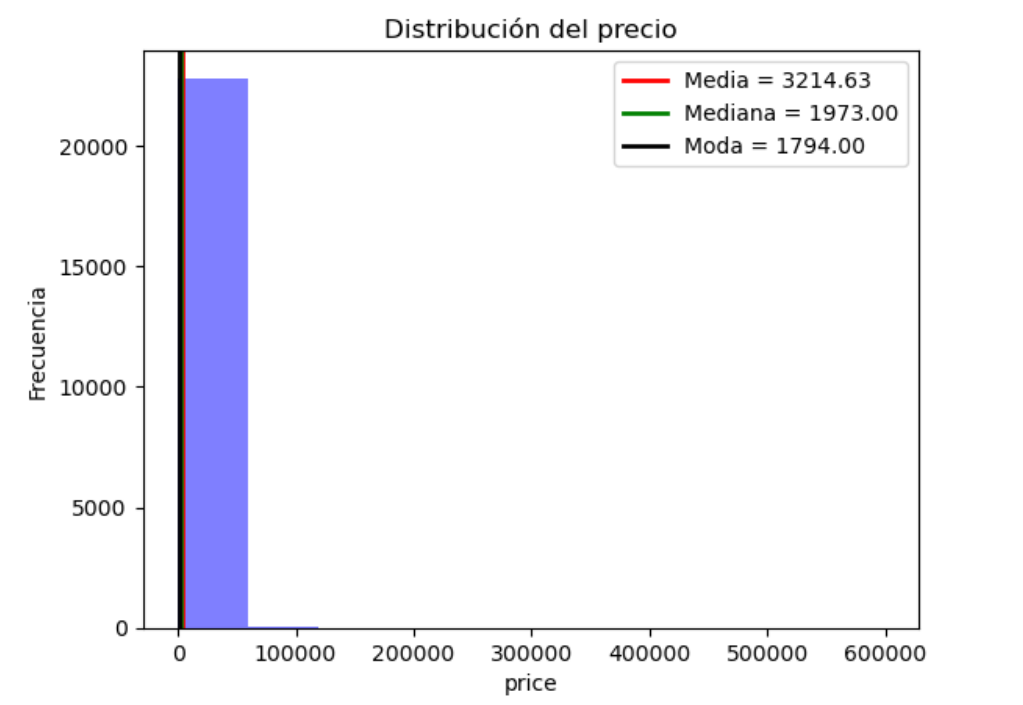 Distribución del precio
Media = 3214.63
Mediana = 1973.00
Moda = 1794.00
Frecuencia
20000
15000
10000
5000
0
0 100000 200000 300000 400000 500000 600000
price